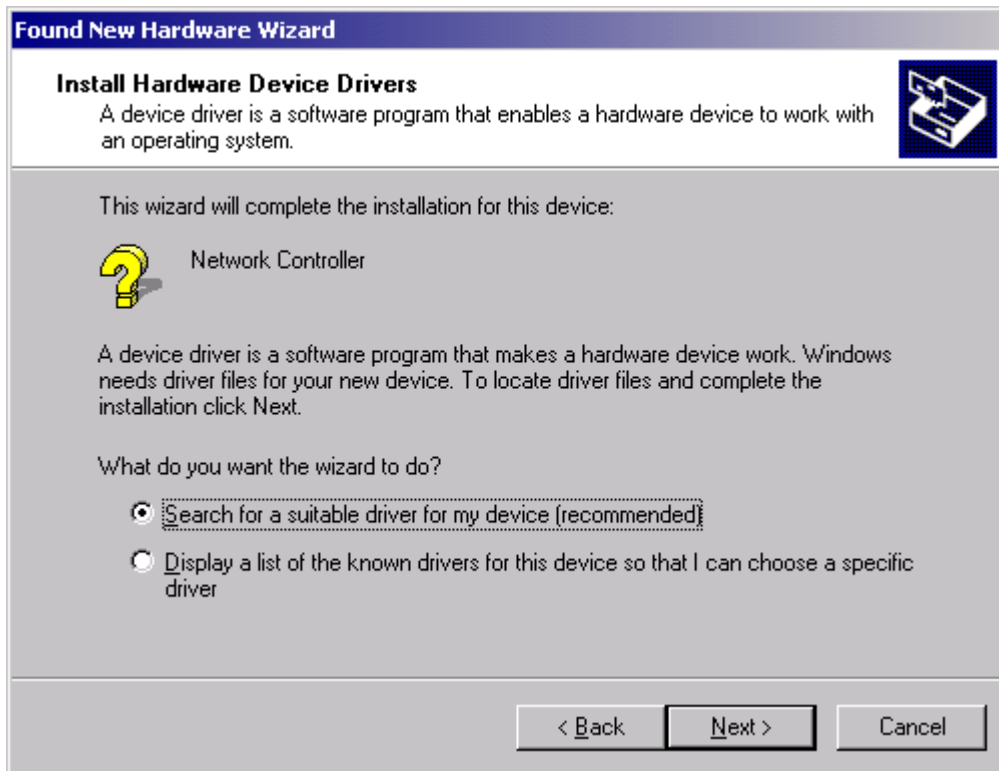 Found New Hardware Wizard
Install Hardware Device Drivers
A device driver is a software program that enables a hardware device to work with
an operating system.
This wizard will complete the installation for this device:
Network Controller
A device driver is a software program that makes a hardware device work. Windows
needs driver files for your new device. To locate driver files and complete the
installation click Next.
What do you want the wizard to do?
Search for a suitable driver for my device (recommended)
Display a list of the known drivers for this device so that I can choose a specific
driver
< Back Next > Cancel